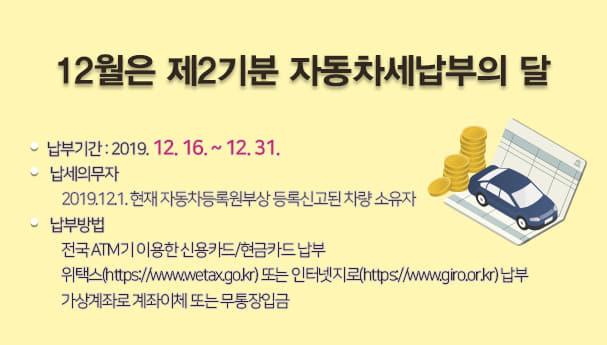 12월은 제2기분 자동차세납부의 달
납부기간 : 2019. 12. 16. ~ 12. 31.
납세의무자
2019.12.1. 현재 자동차등록원부상 등록신고된 차량 소유자
납부방법
전국 ATM기 이용한 신용카드/현금카드 납부
위택스(https://www.wetax.go.kr) 또는 인터넷지로(https://www.giro.or.kr) 납부
가상계좌로 계좌이체 또는 무통장입금